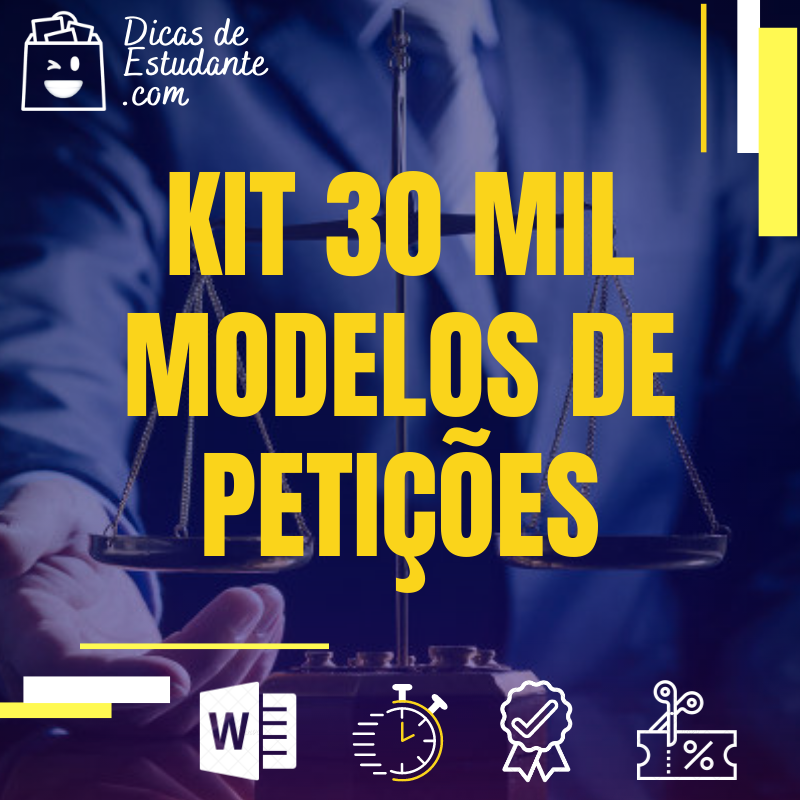 Dicas de
Estudante
.com
KIT 30 MIL
MODELOS DE
PETIÇÕES
W
%